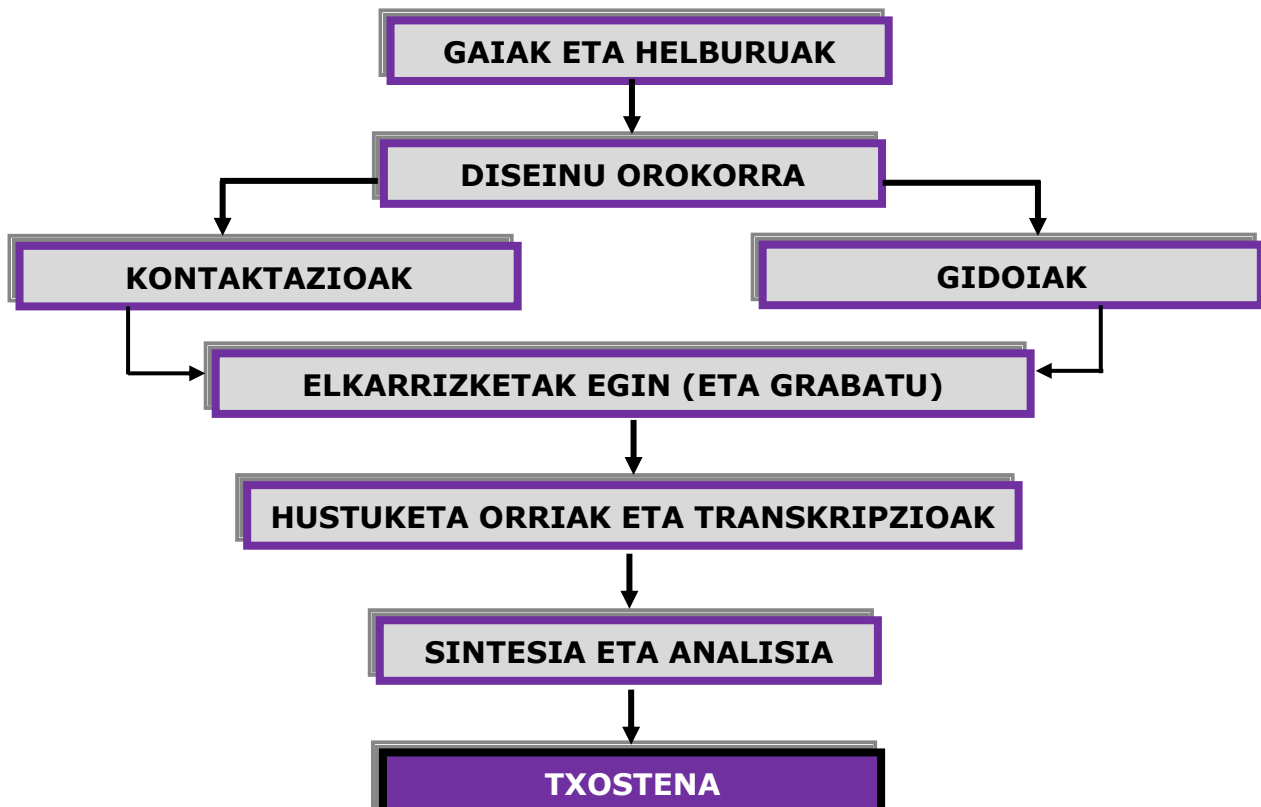 GAIAK ETA HELBURUAK
DISEINU OROKORRA
KONTAKTAZIOAK
GIDOIAK
ELKARRIZKETAK EGIN (ETA GRABATU)
HUSTUKETA ORRIAK ETA TRANSKRIPZIOAK
SINTESIA ETA ANALISIA
TXOSTENA